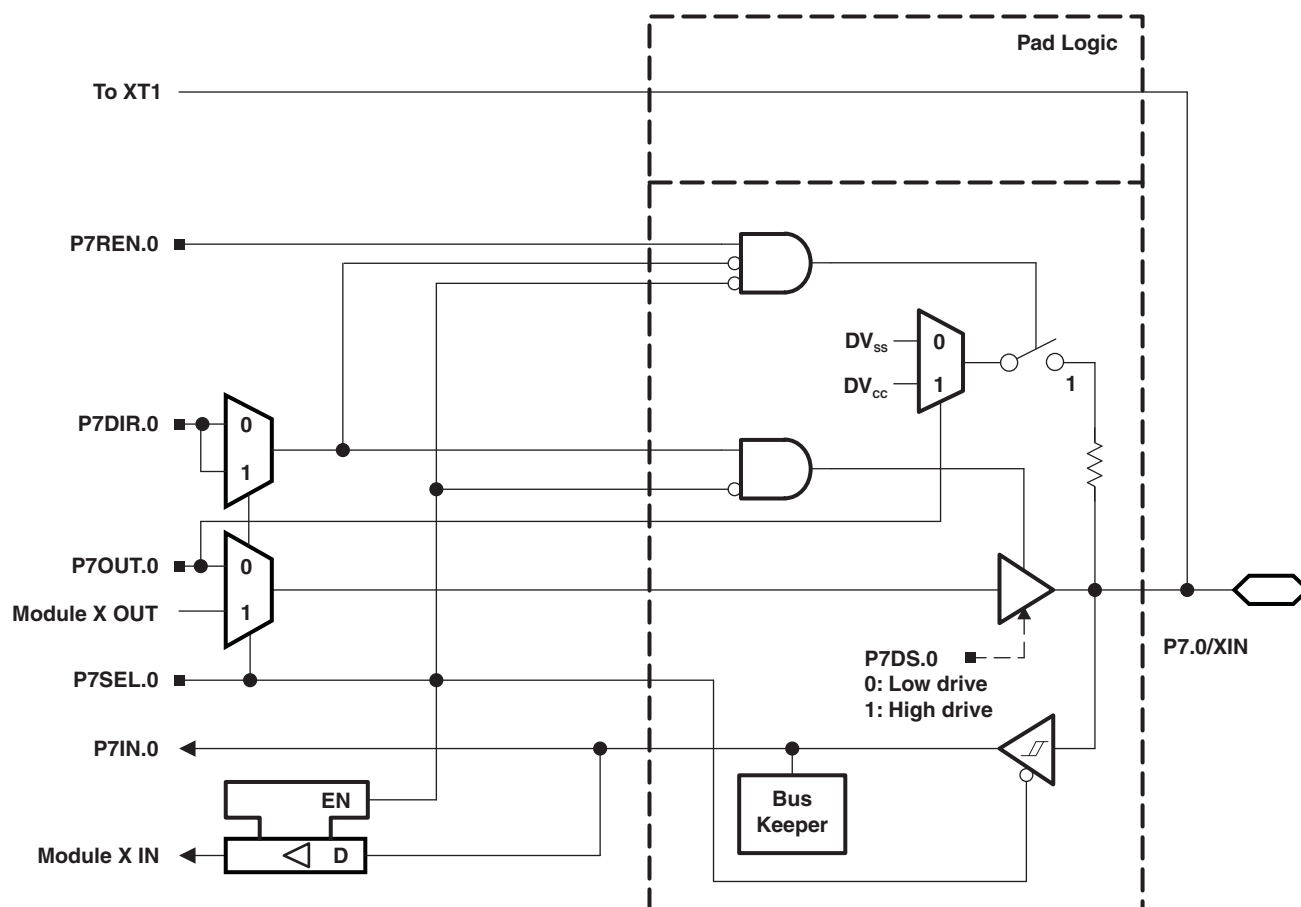 Pad Logic
To XT1
P7REN.0
DVss
0
DVcc
1
1
P7DIR.0
0
1
P7OUT.0
0
Module X OUT
1
P7DS.0
0: Low drive
1: High drive
P7.0/XIN
P7SEL.0
P7IN.0
EN
Bus
Keeper
Module X IN
D